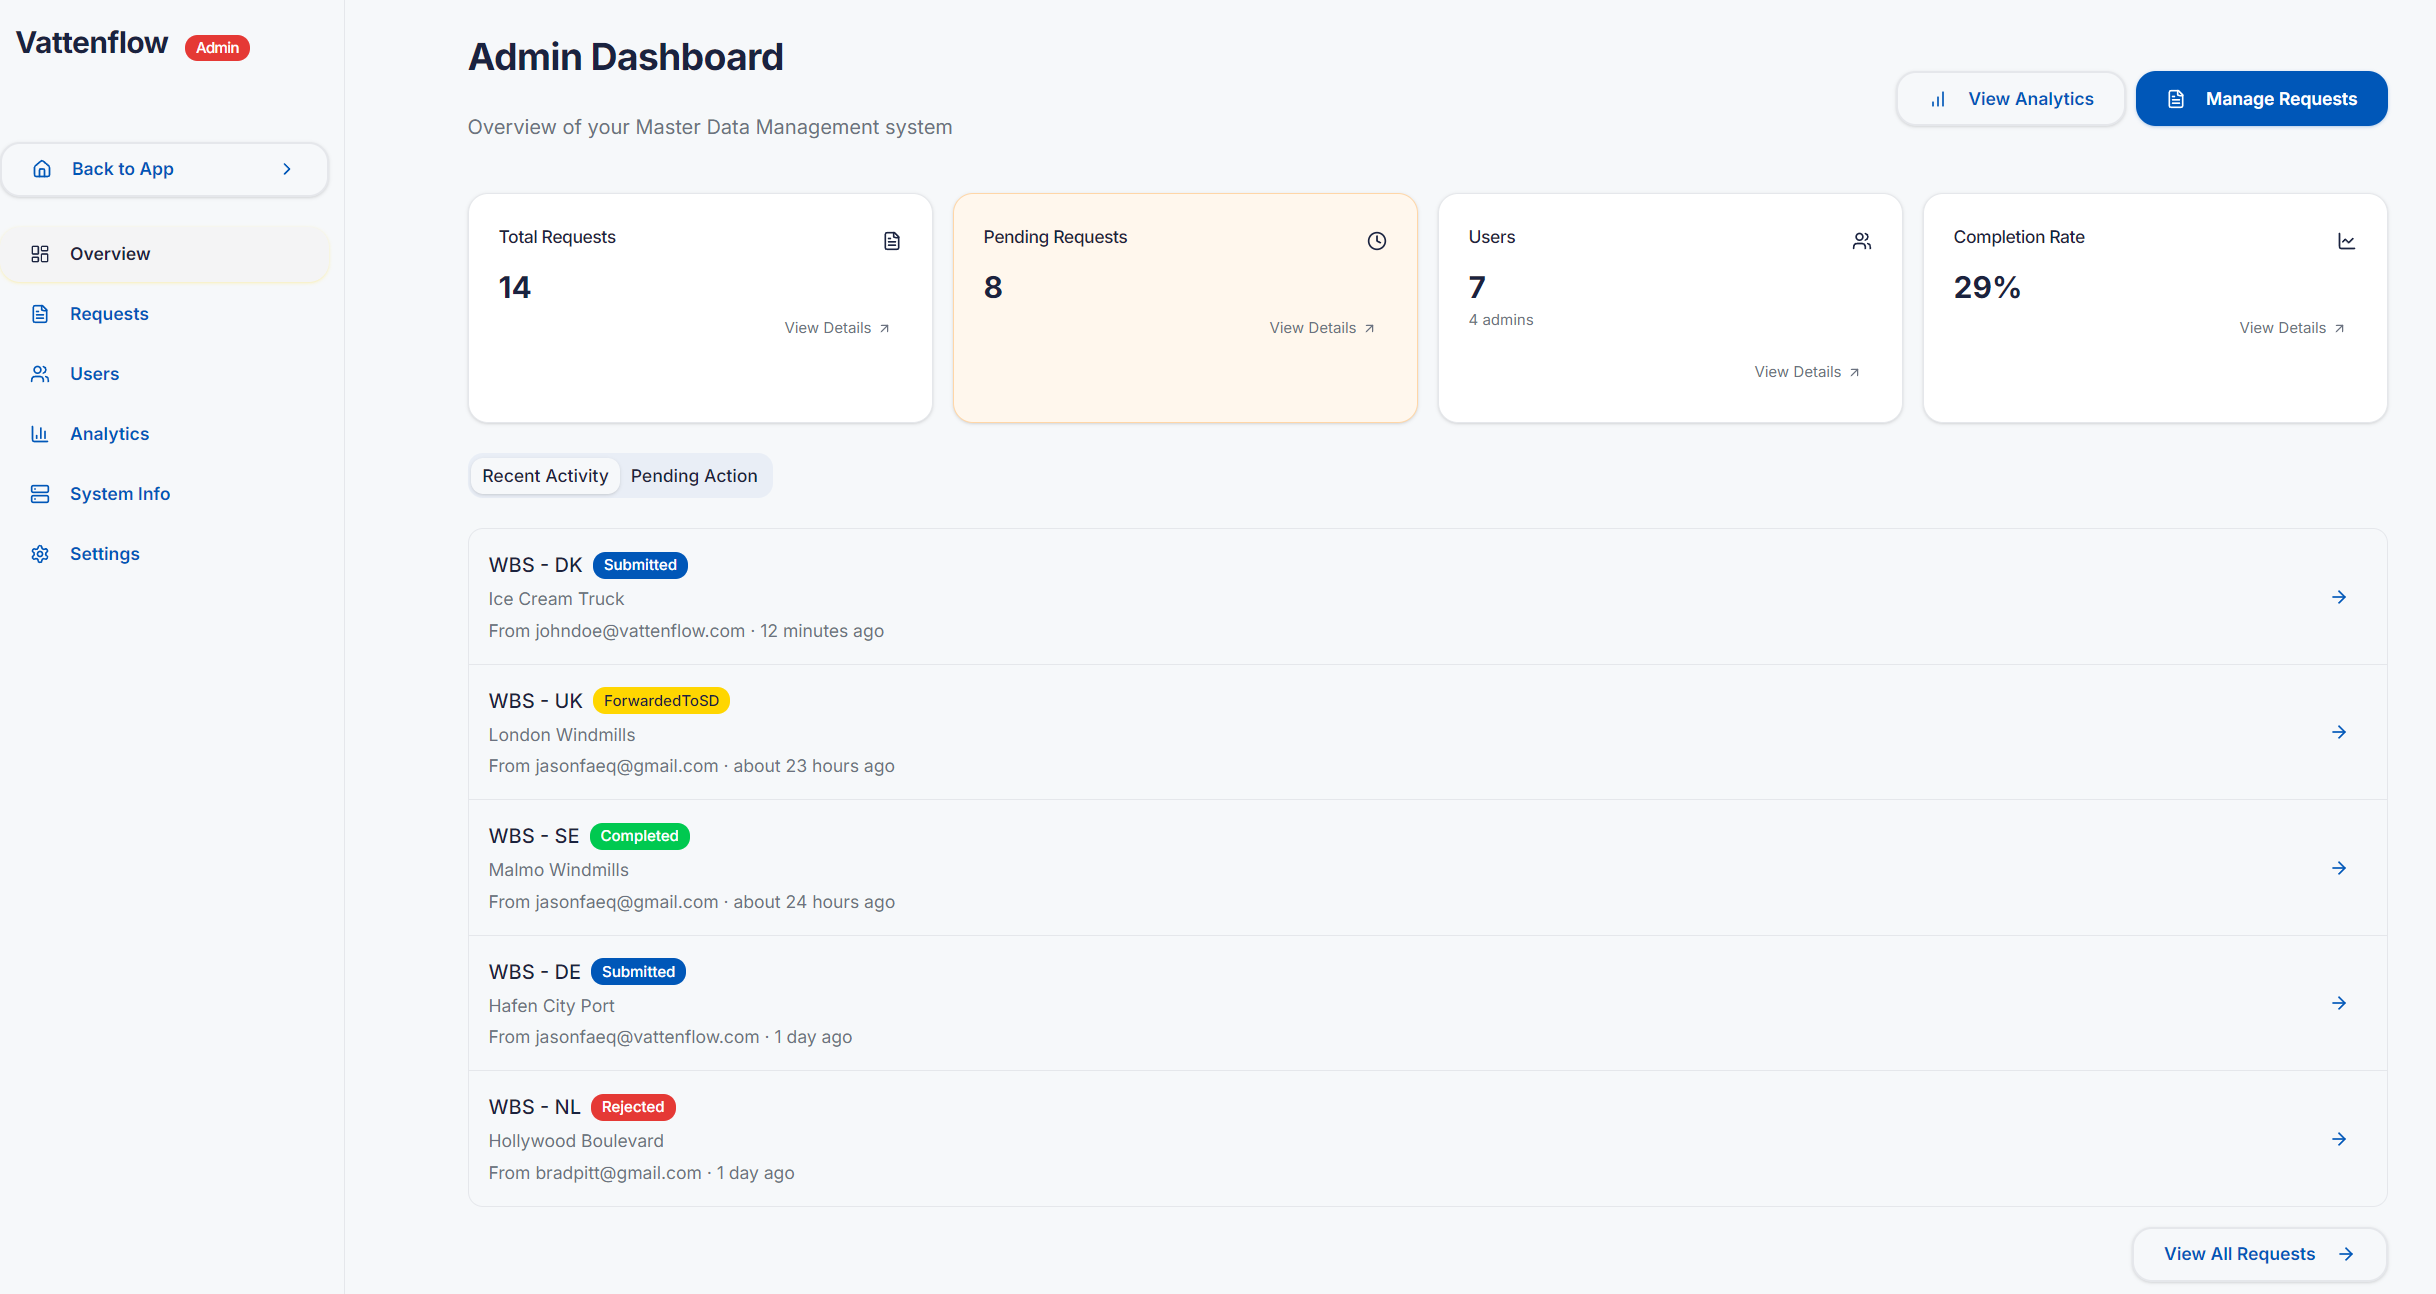 Vattenflow Admin
Back to App
Overview
Requests
Users
Analytics
System Info
Settings
Admin Dashboard
Overview of your Master Data Management system
View Analytics
Manage Requests
Total Requests
14
View Details
Pending Requests
8
View Details
Users
7
4 admins
View Details
Completion Rate
29%
View Details
Recent Activity Pending Action
WBS - DK Submitted
Ice Cream Truck
From johndoe@vattenflow.com · 12 minutes ago
WBS - UK ForwardedToSD
London Windmills
From jasonfaeq@gmail.com · about 23 hours ago
WBS - SE Completed
Malmo Windmills
From jasonfaeq@gmail.com · about 24 hours ago
WBS - DE Submitted
Hafen City Port
From jasonfaeq@vattenflow.com · 1 day ago
WBS - NL Rejected
Hollywood Boulevard
From bradpitt@gmail.com · 1 day ago
View All Requests